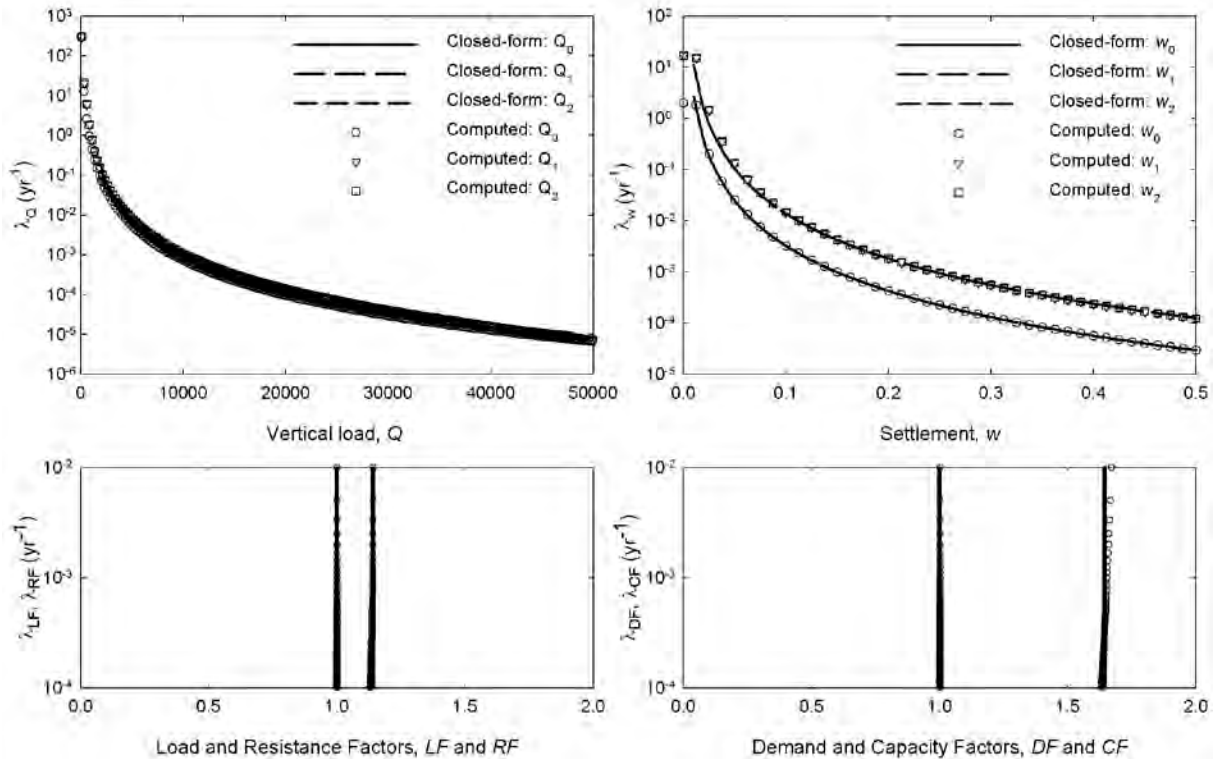 10³
10²
10¹
10⁰
10⁻¹
10⁻²
10⁻³
10⁻⁴
10⁻⁵
10⁻⁶
λQ (yr⁻¹)
Closed-form: Q₀
Closed-form: Q₁
Closed-form: Q₂
Computed: Q₀
Computed: Q₁
Computed: Q₂
0 10000 20000 30000 40000 50000
Vertical load, Q
10²
10¹
10⁰
10⁻¹
10⁻²
10⁻³
10⁻⁴
10⁻⁵
λw (yr⁻¹)
Closed-form: w₀
Closed-form: w₁
Closed-form: w₂
Computed: w₀
Computed: w₁
Computed: w₂
0.0 0.1 0.2 0.3 0.4 0.5
Settlement, w
10⁻²
10⁻³
10⁻⁴
λLF, λRF (yr⁻¹)
0.0 0.5 1.0 1.5 2.0
Load and Resistance Factors, LF and RF
10⁻²
10⁻³
10⁻⁴
λDF, λCF (yr⁻¹)
0.0 0.5 1.0 1.5 2.0
Demand and Capacity Factors, DF and CF